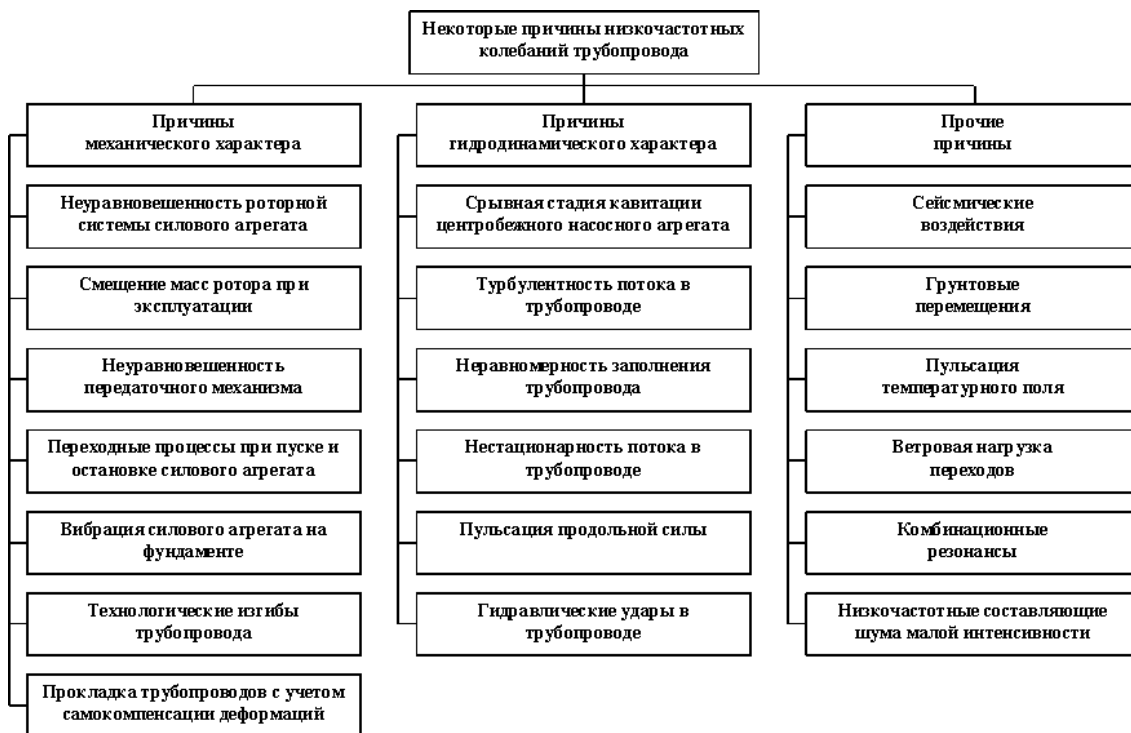 Некоторые причины низкочастотных
колебаний трубопровода
Причины
механического характера
Неуравновешенность роторной
системы силового агрегата
Смещение масс ротора при
эксплуатации
Неуравновешенность
передаточного механизма
Переходные процессы при пуске и
остановке силового агрегата
Вибрация силового агрегата на
фундаменте
Технологические изгибы
трубопровода
Прокладка трубопроводов с учетом
самокомпенсации деформаций
Причины
гидродинамического характера
Срывная стадия кавитации
центробежного насосного агрегата
Турбулентность потока в
трубопроводе
Неравномерность заполнения
трубопровода
Нестационарность потока в
трубопроводе
Пульсация продольной силы
Гидравлические удары в
трубопроводе
Прочие
причины
Сейсмические
воздействия
Грунтовые
перемещения
Пульсация
температурного поля
Ветровая нагрузка
переходов
Комбинационные
резонансы
Низкочастотные составляющие
шума малой интенсивности